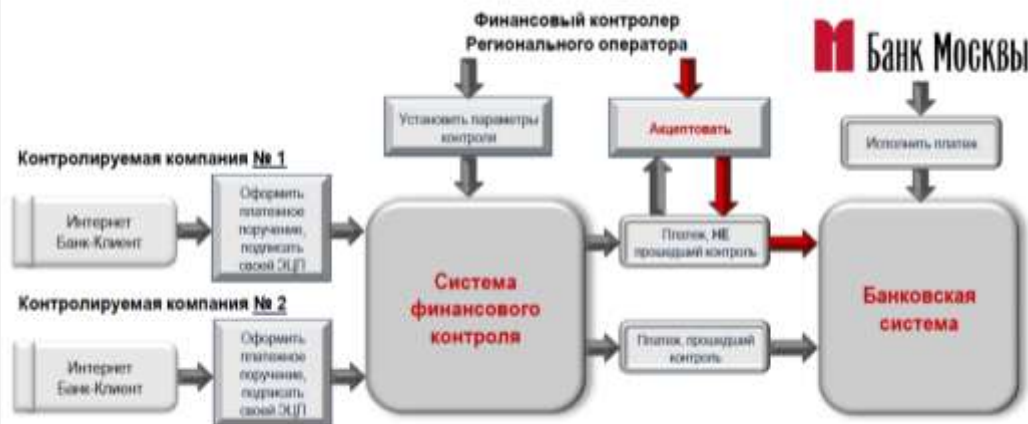 Финансовый контролер
Регионального оператора
Банк Москвы
Установить параметры
контроля
Акцептовать
Исполнить платеж
Контролируемая компания № 1
Интернет
Банк-Клиент
Оформить
платежное
поручение,
подписать
своей ЭЦП
Система
финансового
контроля
Платеж, НЕ
прошедший контроль
Банковская
система
Контролируемая компания № 2
Интернет
Банк-Клиент
Оформить
платежное
поручение,
подписать
своей ЭЦП
Платеж, прошедший
контроль